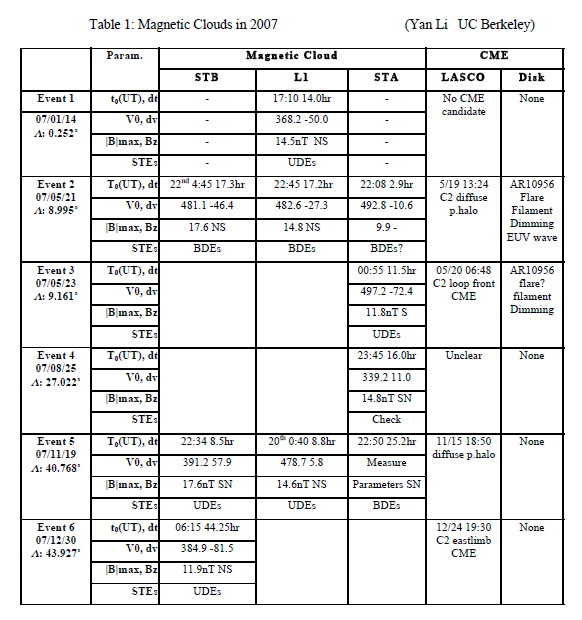 Table 1: Magnetic Clouds in 2007 (Yan Li UC Berkeley)
Param. Magnetic Cloud CME
STB L1 STA LASCO Disk
Event 1 t₀(UT), dt - 17:10 14.0hr - No CME None
07/01/14 V0, dv - 368.2 -50.0 - candidate
Λ: 0.252° |B|max, Bz - 14.5nT NS -
STEs - UDEs -
Event 2 T₀(UT), dt 22ⁿᵈ 4:45 17.3hr 22:45 17.2hr 22:08 2.9hr 5/19 13:24 AR10956
07/05/21 V0, dv 481.1 -46.4 482.6 -27.3 492.8 -10.6 C2 diffuse Flare
Λ: 8.995° |B|max, Bz 17.6 NS 14.8 NS 9.9 - p.halo Filament
STEs BDEs BDEs BDEs? Dimming
EUV wave
Event 3 T₀(UT), dt 00:55 11.5hr 05/20 06:48 AR10956
07/05/23 V0, dv 497.2 -72.4 C2 loop front flare?
Λ: 9.161° |B|max, Bz 11.8nT S CME filament
STEs UDEs Dimming
Event 4 T₀(UT), dt 23:45 16.0hr Unclear None
07/08/25 V0, dv 339.2 11.0
Λ: 27.022° |B|max, Bz 14.8nT SN
STEs Check
Event 5 T₀(UT), dt 22:34 8.5hr 20ᵗʰ 0:40 8.8hr 22:50 25.2hr 11/15 18:50 None
07/11/19 V0, dv 391.2 57.9 478.7 5.8 Measure diffuse p.halo
Λ: 40.768° |B|max, Bz 17.6nT SN 14.6nT NS Parameters SN
STEs UDEs UDEs BDEs
Event 6 t₀(UT), dt 06:15 44.25hr 12/24 19:30 None
07/12/30 V0, dv 384.9 -81.5 C2 eastlimb
Λ: 43.927° |B|max, Bz 11.9nT NS CME
STEs UDEs